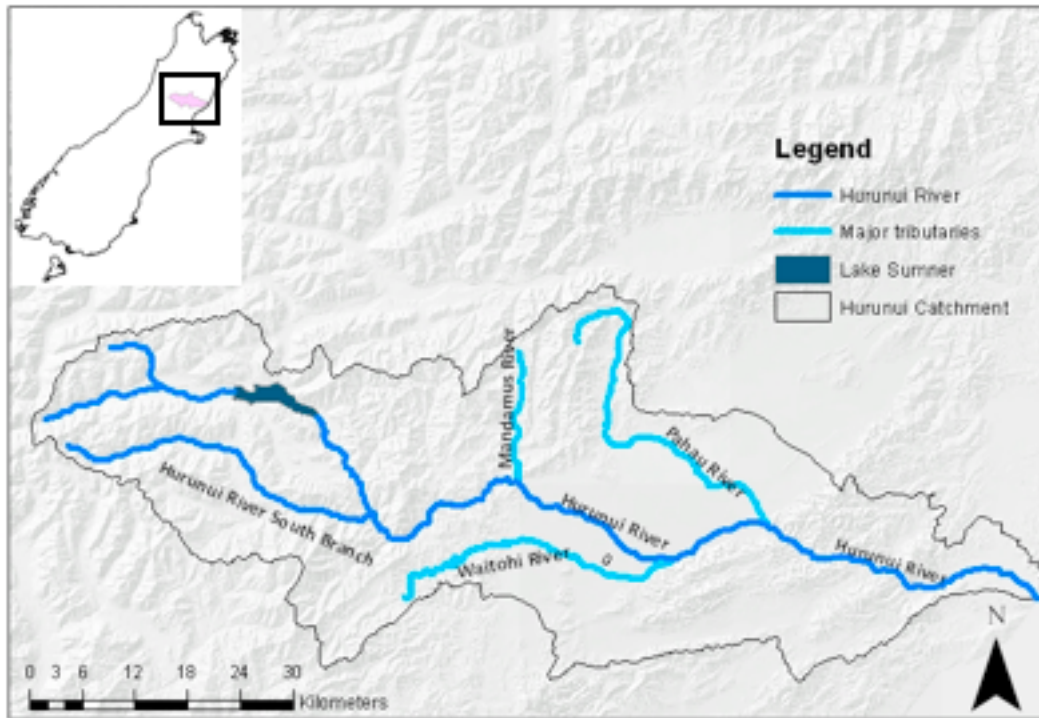 Legend
Hurunui River
Major tributaries
Lake Sumner
Hurunui Catchment
Mandamus River
Pahau River
Hurunui River South Branch
Hurunui River
Waitohi River
Hurunui River
N
0 3 6 12 18 24 30
Kilometers